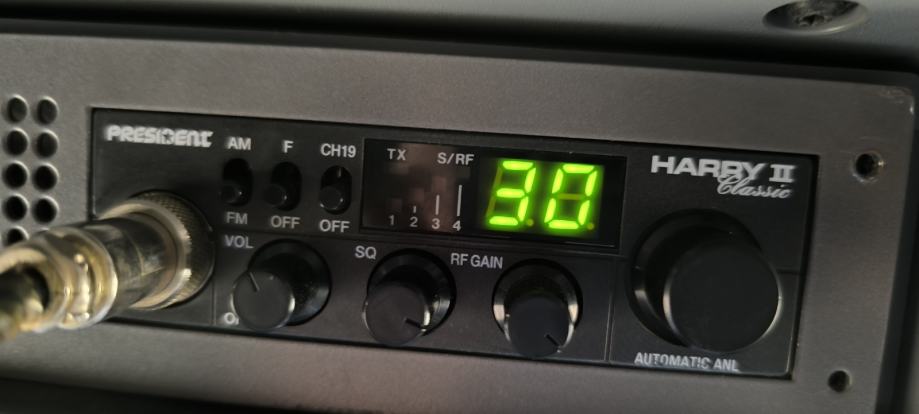 PRESIDENT
AM F CH19
TX S/RF
30
HARRY II
Classic
FM OFF OFF
1 2 3 4
VOL SQ RF GAIN
AUTOMATIC ANL